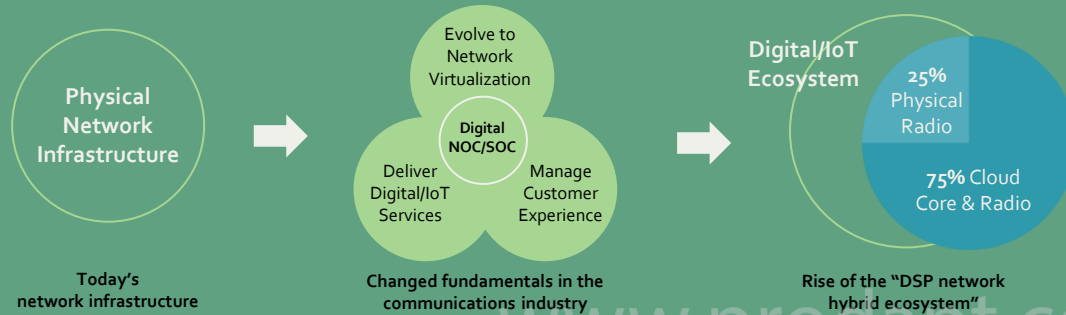 Physical
Network
Infrastructure
Today's
network infrastructure
Evolve to
Network
Virtualization
Digital
NOC/SOC
Deliver
Digital/IoT
Services
Manage
Customer
Experience
Changed fundamentals in the
communications industry
Digital/IoT
Ecosystem
25%
Physical
Radio
75% Cloud
Core & Radio
Rise of the “DSP network
hybrid ecosystem”